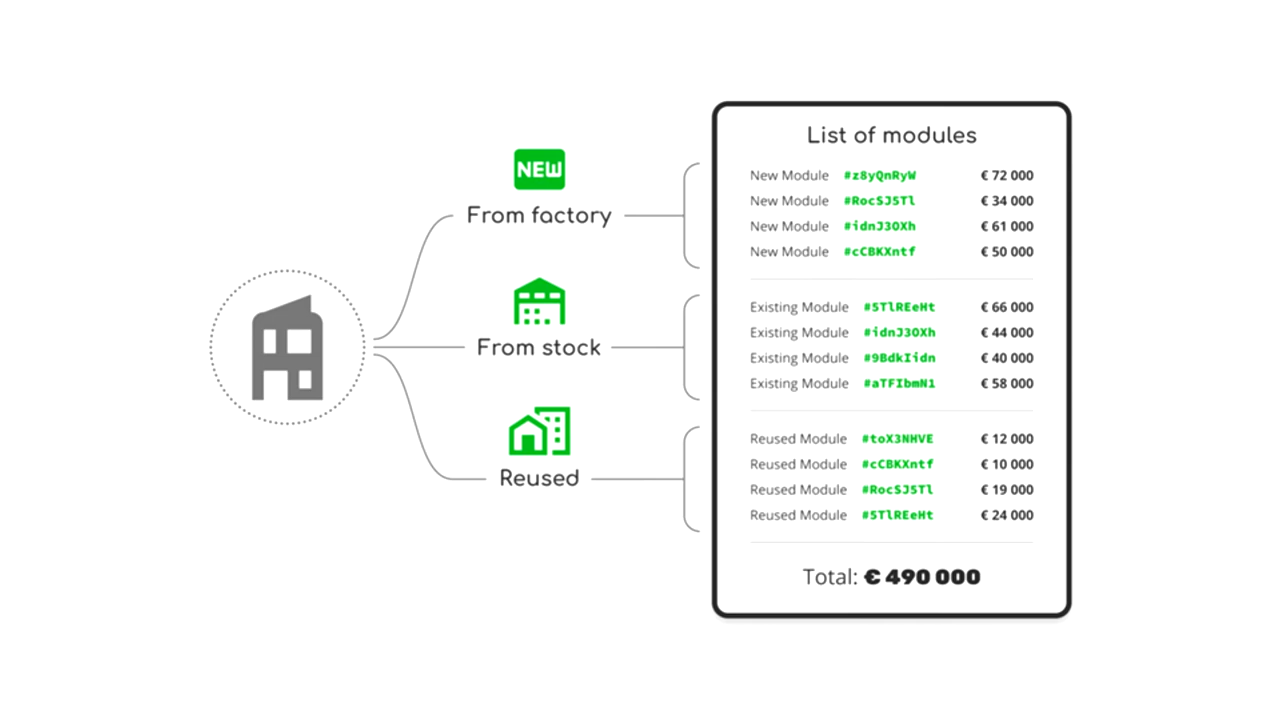 NEW
From factory
From stock
Reused
List of modules
New Module #z8yQnRyW € 72 000
New Module #RocSJ5Tl € 34 000
New Module #idnJ3OXh € 61 000
New Module #cCBKXntf € 50 000
Existing Module #5TlREeHt € 66 000
Existing Module #idnJ3OXh € 44 000
Existing Module #9BdkIidn € 40 000
Existing Module #aTFIbmN1 € 58 000
Reused Module #toX3NHVE € 12 000
Reused Module #cCBKXntf € 10 000
Reused Module #RocSJ5Tl € 19 000
Reused Module #5TlREeHt € 24 000
Total: € 490 000